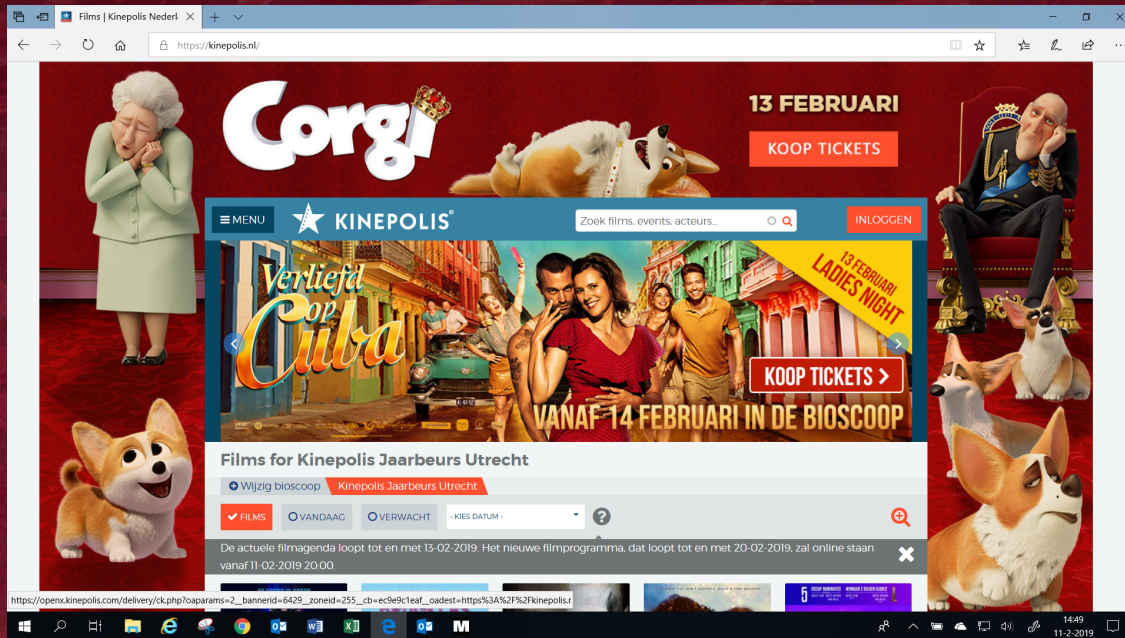 Films | Kinepolis Nederl
https://kinepolis.nl/
Corgi
13 FEBRUARI
KOOP TICKETS
MENU
KINEPOLIS®
Zoek films, events, acteurs...
INLOGGEN
Verliefd
OP
Cuba
13 FEBRUARI
LADIES NIGHT
KOOP TICKETS >
VANAF 14 FEBRUARI IN DE BIOSCOOP
Films for Kinepolis Jaarbeurs Utrecht
Wijzig bioscoop Kinepolis Jaarbeurs Utrecht
FILMS VANDAAG VERWACHT - KIES DATUM - ?
De actuele filmagenda loopt tot en met 13-02-2019. Het nieuwe filmprogramma, dat loopt tot en met 20-02-2019, zal online staan
vanaf 11-02-2019 20:00.
https://openx.kinepolis.com/delivery/ck.php?oaparams=2__bannerid=6429__zoneid=255__cb=ec9e9c1eaf__oadest=https%3A%2F%2Fkinepolis.r
14:49
11-2-2019